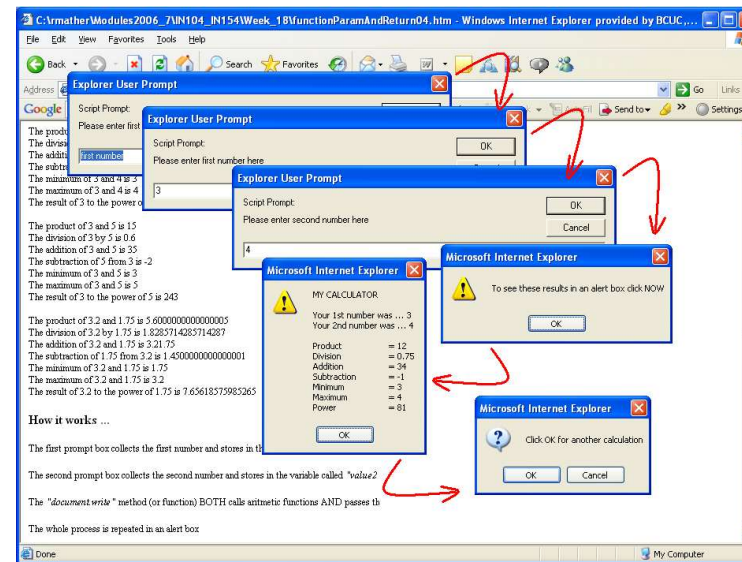 C:\rmather\Modules2006_7\IN104_IN154\Week_18\functionParamAndReturn04.htm - Windows Internet Explorer provided by BCUC,...
File Edit View Favorites Tools Help
Back Search Favorites
Address Go Links
Google Send to Settings
Explorer User Prompt
Script Prompt:
Please enter first
first number
Explorer User Prompt
Script Prompt:
Please enter first number here
OK
3
Explorer User Prompt
Script Prompt:
Please enter second number here
OK
Cancel
4
Microsoft Internet Explorer
To see these results in an alert box click NOW
OK
Microsoft Internet Explorer
MY CALCULATOR
Your 1st number was ... 3
Your 2nd number was ... 4
Product = 12
Division = 0.75
Addition = 34
Subtraction = -1
Minimum = 3
Maximum = 4
Power = 81
OK
Microsoft Internet Explorer
Click OK for another calculation
OK Cancel
The produ
The divisi
The additi
The subtr
The minimum of 3 and 4 is 3
The maximum of 3 and 4 is 4
The result of 3 to the power o
The product of 3 and 5 is 15
The division of 3 by 5 is 0.6
The addition of 3 and 5 is 35
The subtraction of 5 from 3 is -2
The minimum of 3 and 5 is 3
The maximum of 3 and 5 is 5
The result of 3 to the power of 5 is 243
The product of 3.2 and 1.75 is 5.6000000000000005
The division of 3.2 by 1.75 is 1.8285714285714287
The addition of 3.2 and 1.75 is 3.21.75
The subtraction of 1.75 from 3.2 is 1.4500000000000001
The minimum of 3.2 and 1.75 is 1.75
The maximum of 3.2 and 1.75 is 3.2
The result of 3.2 to the power of 1.75 is 7.65618575985265
How it works ...
The first prompt box collects the first number and stores in th
The second prompt box collects the second number and stores in the variable called "value2
The "document.write" method (or function) BOTH calls aritmetic functions AND passes th
The whole process is repeated in an alert box
Done My Computer